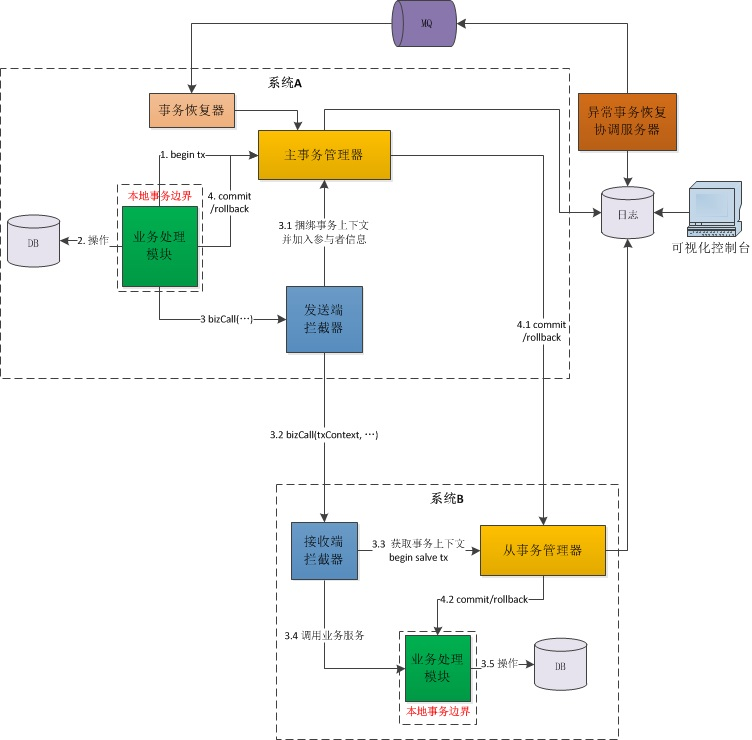 MQ
系统A
事务恢复器
异常事务恢复
协调服务器
主事务管理器
1. begin tx
4. commit
/rollback
本地事务边界
日志
3.1 捆绑事务上下文
并加入参与者信息
DB
2. 操作
业务处理
模块
可视化控制台
发送端
拦截器
3 bizCall(…)
4.1 commit
/rollback
3.2 bizCall(txContext, …)
系统B
接收端
拦截器
3.3 获取事务上下文
begin salve tx
从事务管理器
4.2 commit/rollback
3.4 调用业务服务
业务处理
模块
3.5 操作
DB
本地事务边界